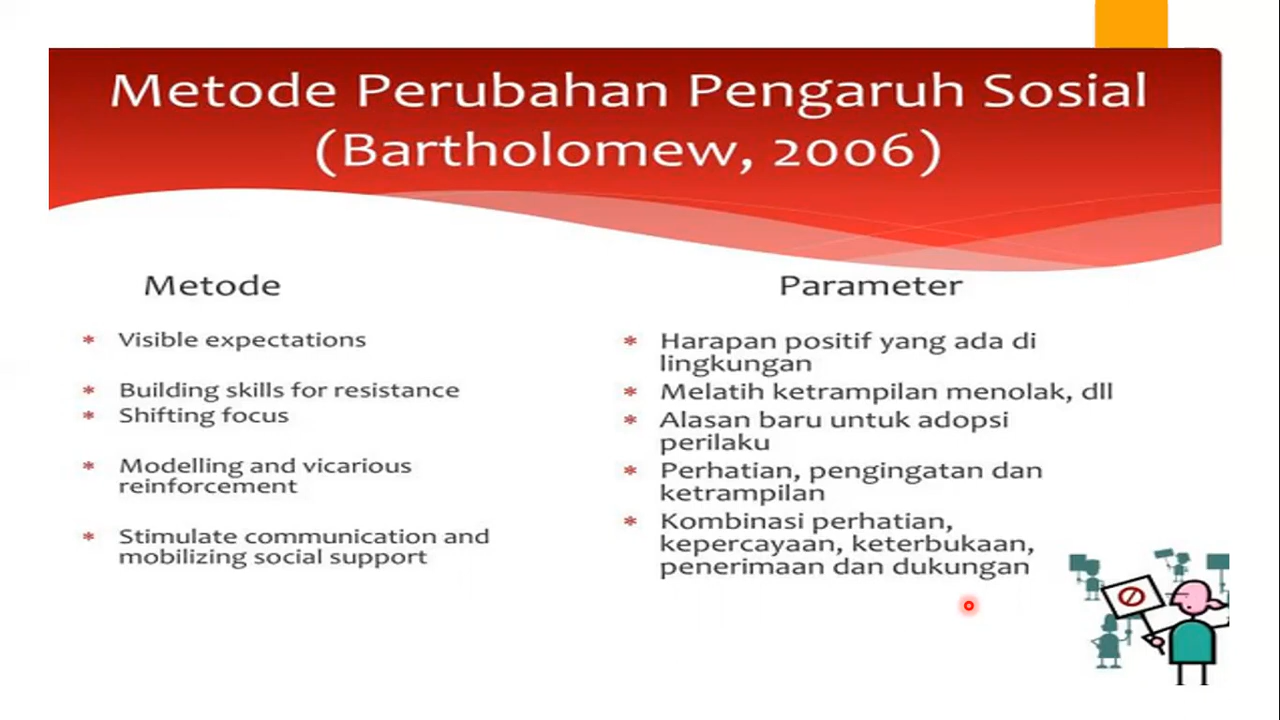 Metode Perubahan Pengaruh Sosial
(Bartholomew, 2006)
Metode
* Visible expectations
* Building skills for resistance
* Shifting focus
* Modelling and vicarious
reinforcement
* Stimulate communication and
mobilizing social support
Parameter
* Harapan positif yang ada di
lingkungan
* Melatih ketrampilan menolak, dll
* Alasan baru untuk adopsi
perilaku
* Perhatian, pengingatan dan
ketrampilan
* Kombinasi perhatian,
kepercayaan, keterbukaan,
penerimaan dan dukungan